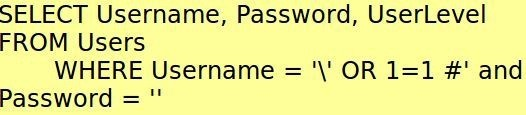 SELECT Username, Password, UserLevel
FROM Users
WHERE Username = '\' OR 1=1 #' and
Password = ''